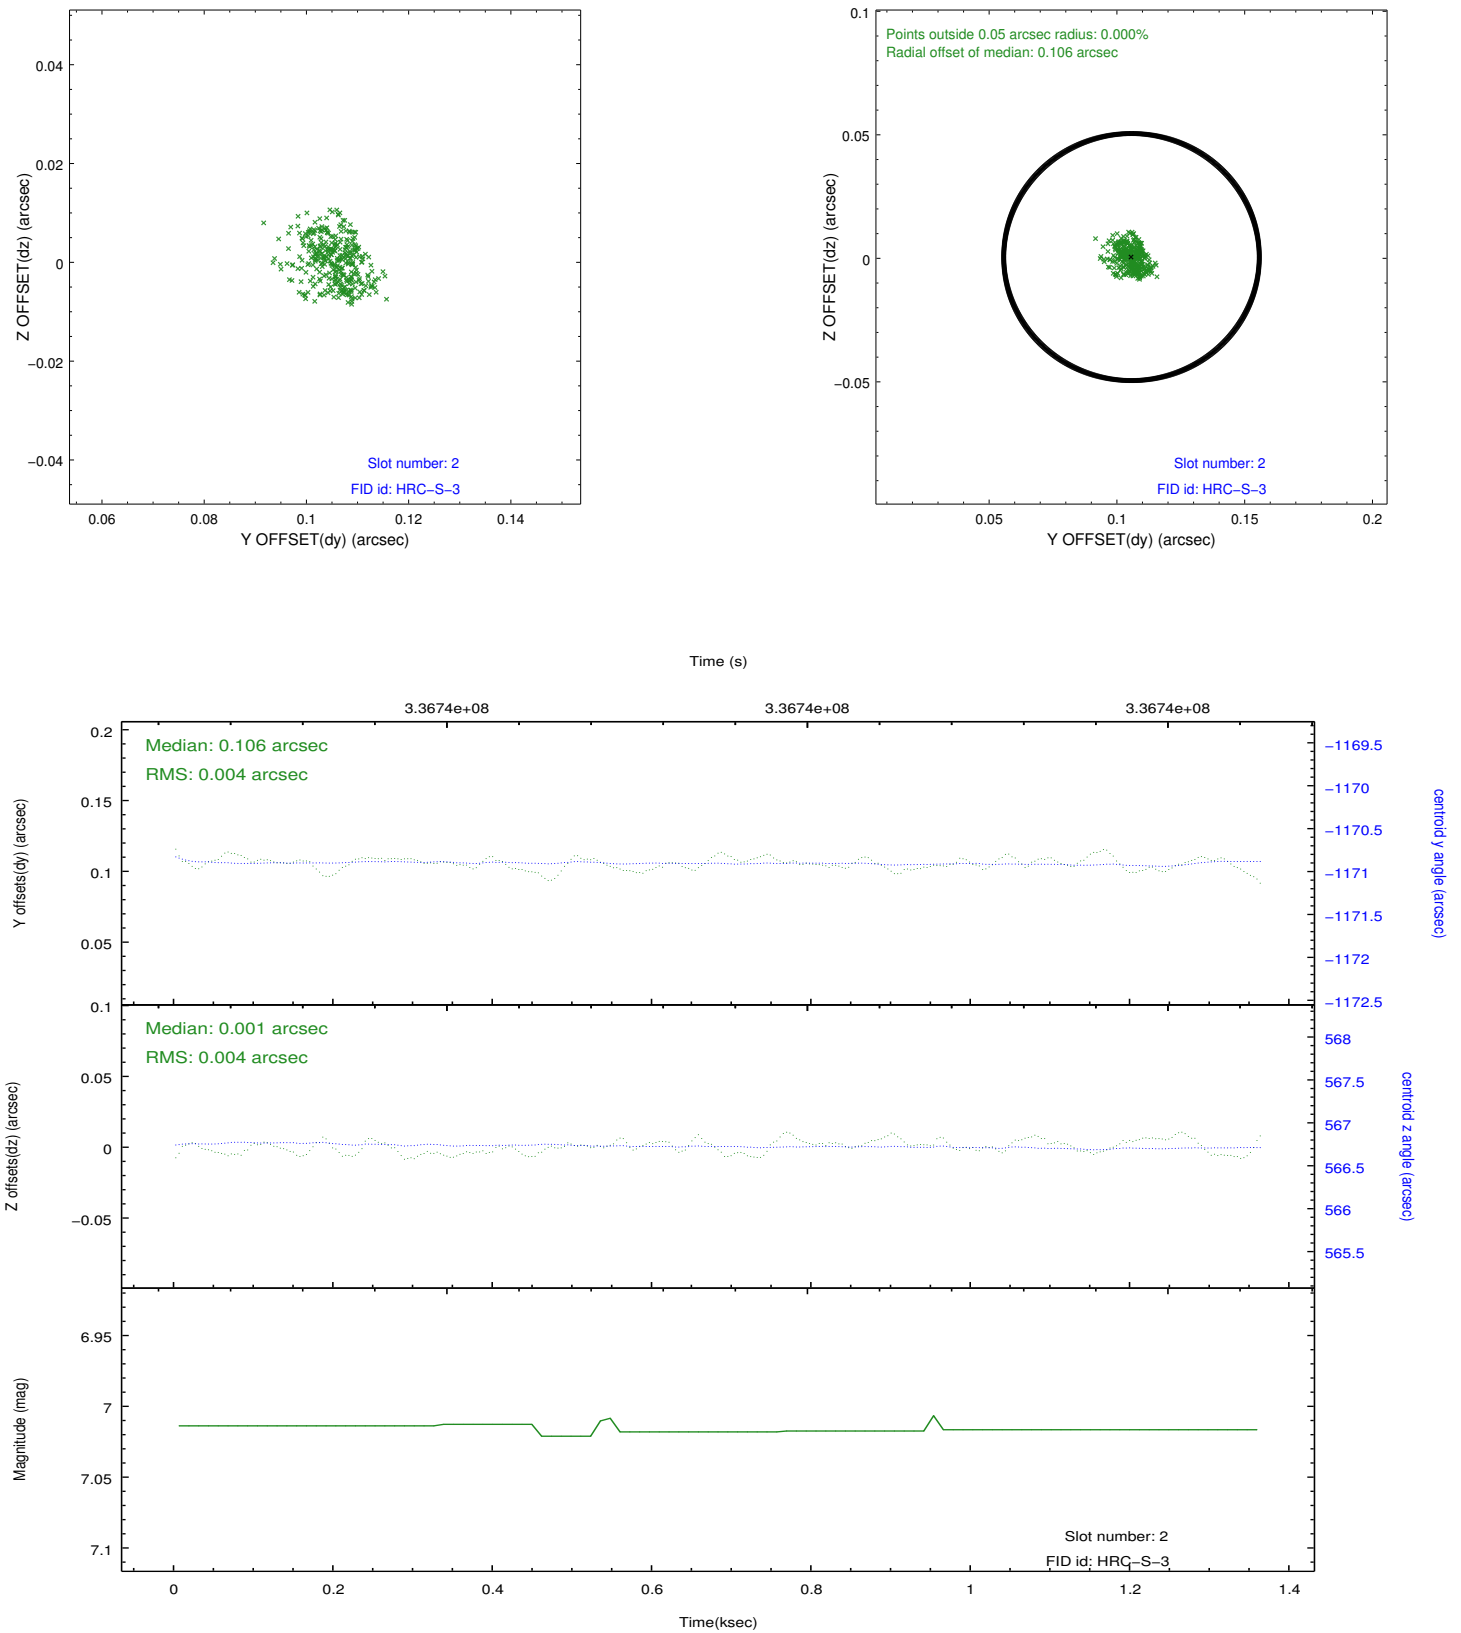 0.04
0.02
0
−0.02
−0.04
Z OFFSET(dz) (arcsec)
Slot number: 2
FID id: HRC−S−3
0.06
0.08
0.1
0.12
0.14
Y OFFSET(dy) (arcsec)
0.1
0.05
0
−0.05
Z OFFSET(dz) (arcsec)
Points outside 0.05 arcsec radius: 0.000%
Radial offset of median: 0.106 arcsec
Slot number: 2
FID id: HRC−S−3
0.05
0.1
0.15
0.2
Y OFFSET(dy) (arcsec)
Time (s)
3.3674e+08
3.3674e+08
3.3674e+08
0.2
0.15
0.1
0.05
Y offsets(dy) (arcsec)
Median: 0.106 arcsec
RMS: 0.004 arcsec
−1169.5
−1170
−1170.5
−1171
−1171.5
−1172
−1172.5
centroid y angle (arcsec)
0.1
0.05
0
−0.05
Z offsets(dz) (arcsec)
Median: 0.001 arcsec
RMS: 0.004 arcsec
568
567.5
567
566.5
566
565.5
centroid z angle (arcsec)
6.95
7
7.05
7.1
Magnitude (mag)
Slot number: 2
FID id: HRC−S−3
0
0.2
0.4
0.6
0.8
1
1.2
1.4
Time(ksec)